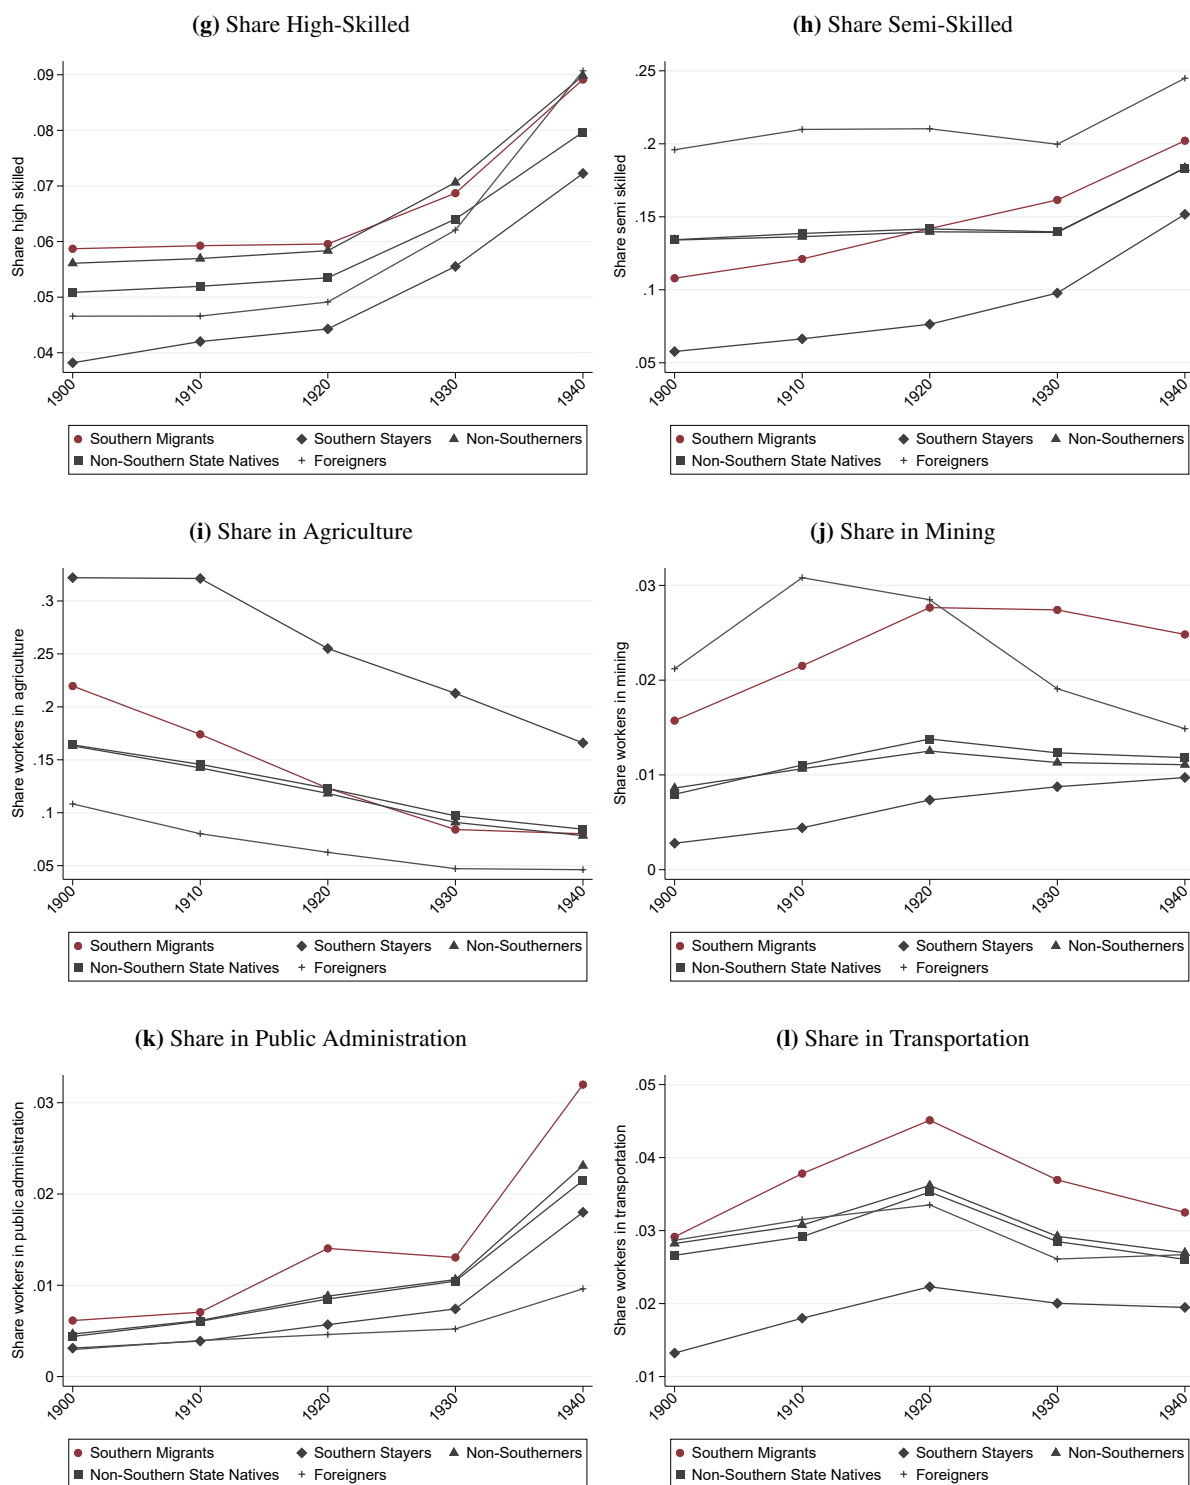 (g) Share High-Skilled
Share high skilled
.09
.08
.07
.06
.05
.04
1900
1910
1920
1930
1940
Southern Migrants
Southern Stayers
Non-Southerners
Non-Southern State Natives
Foreigners
(h) Share Semi-Skilled
Share semi skilled
.25
.2
.15
.1
.05
1900
1910
1920
1930
1940
Southern Migrants
Southern Stayers
Non-Southerners
Non-Southern State Natives
Foreigners
(i) Share in Agriculture
Share workers in agriculture
.3
.25
.2
.15
.1
.05
1900
1910
1920
1930
1940
Southern Migrants
Southern Stayers
Non-Southerners
Non-Southern State Natives
Foreigners
(j) Share in Mining
Share workers in mining
.03
.02
.01
0
1900
1910
1920
1930
1940
Southern Migrants
Southern Stayers
Non-Southerners
Non-Southern State Natives
Foreigners
(k) Share in Public Administration
Share workers in public administration
.03
.02
.01
0
1900
1910
1920
1930
1940
Southern Migrants
Southern Stayers
Non-Southerners
Non-Southern State Natives
Foreigners
(l) Share in Transportation
Share workers in transportation
.05
.04
.03
.02
.01
1900
1910
1920
1930
1940
Southern Migrants
Southern Stayers
Non-Southerners
Non-Southern State Natives
Foreigners